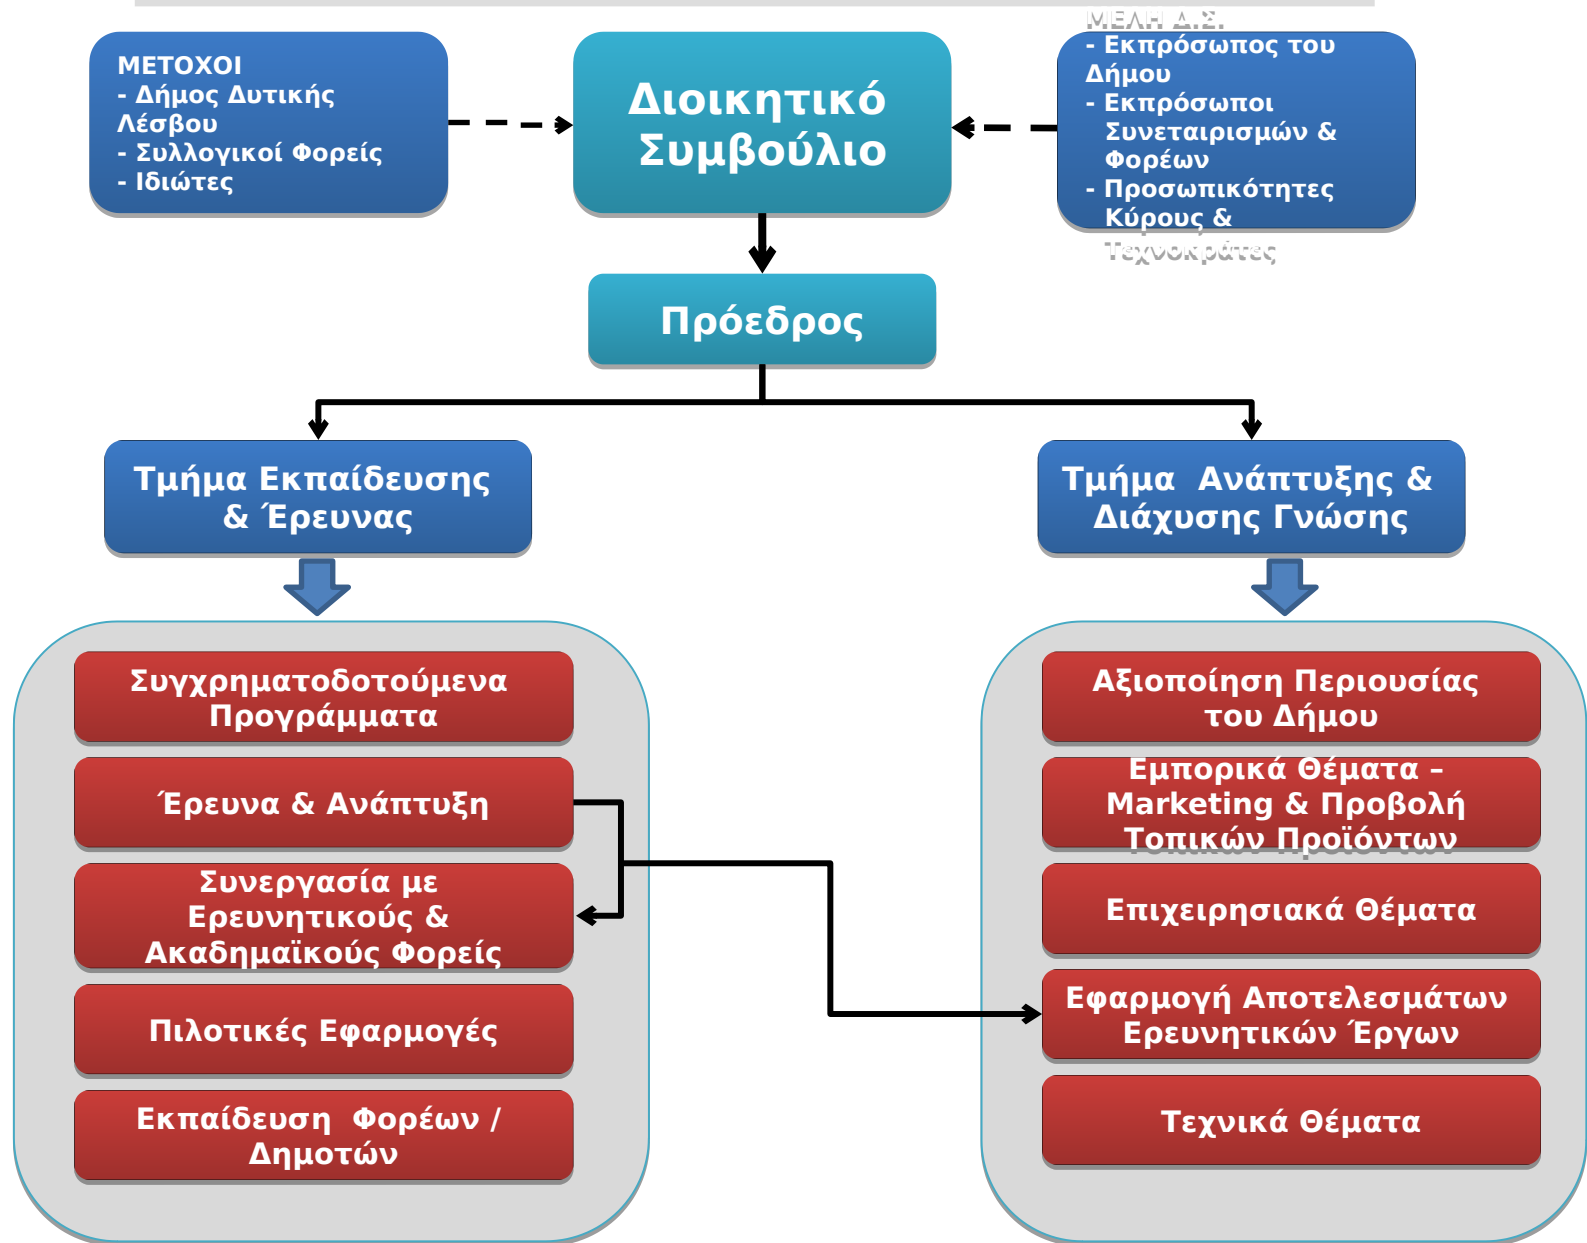 ΜΕΤΟΧΟΙ
- Δήμος Δυτικής
Λέσβου
- Συλλογικοί Φορείς
- Ιδιώτες
Διοικητικό
Συμβούλιο
ΜΕΛΗ Δ.Σ.
- Εκπρόσωπος του
Δήμου
- Εκπρόσωποι
Συνεταιρισμών &
Φορέων
- Προσωπικότητες
Κύρους &
Τεχνοκράτες
Πρόεδρος
Τμήμα Εκπαίδευσης
& Έρευνας
Τμήμα Ανάπτυξης &
Διάχυσης Γνώσης
Συγχρηματοδοτούμενα
Προγράμματα
Έρευνα & Ανάπτυξη
Συνεργασία με
Ερευνητικούς &
Ακαδημαϊκούς Φορείς
Πιλοτικές Εφαρμογές
Εκπαίδευση Φορέων /
Δημοτών
Αξιοποίηση Περιουσίας
του Δήμου
Εμπορικά Θέματα –
Marketing & Προβολή
Τοπικών Προϊόντων
Επιχειρησιακά Θέματα
Εφαρμογή Αποτελεσμάτων
Ερευνητικών Έργων
Τεχνικά Θέματα